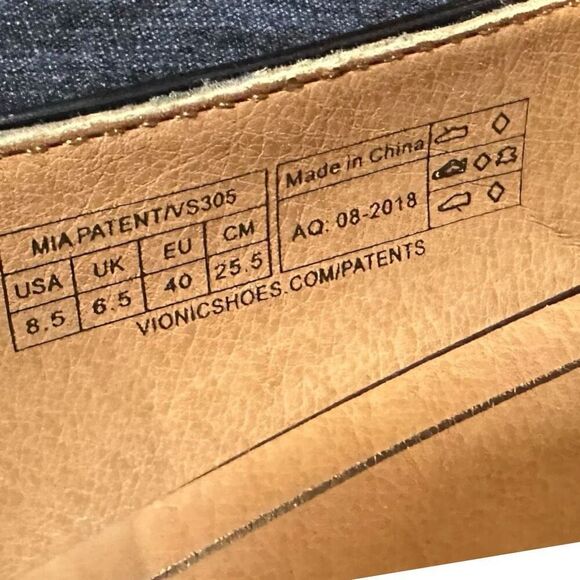 MIA PATENT/VS305
USA UK EU CM
8.5 6.5 40 25.5
Made in China
AQ: 08-2018
VIONICSHOES.COM/PATENTS